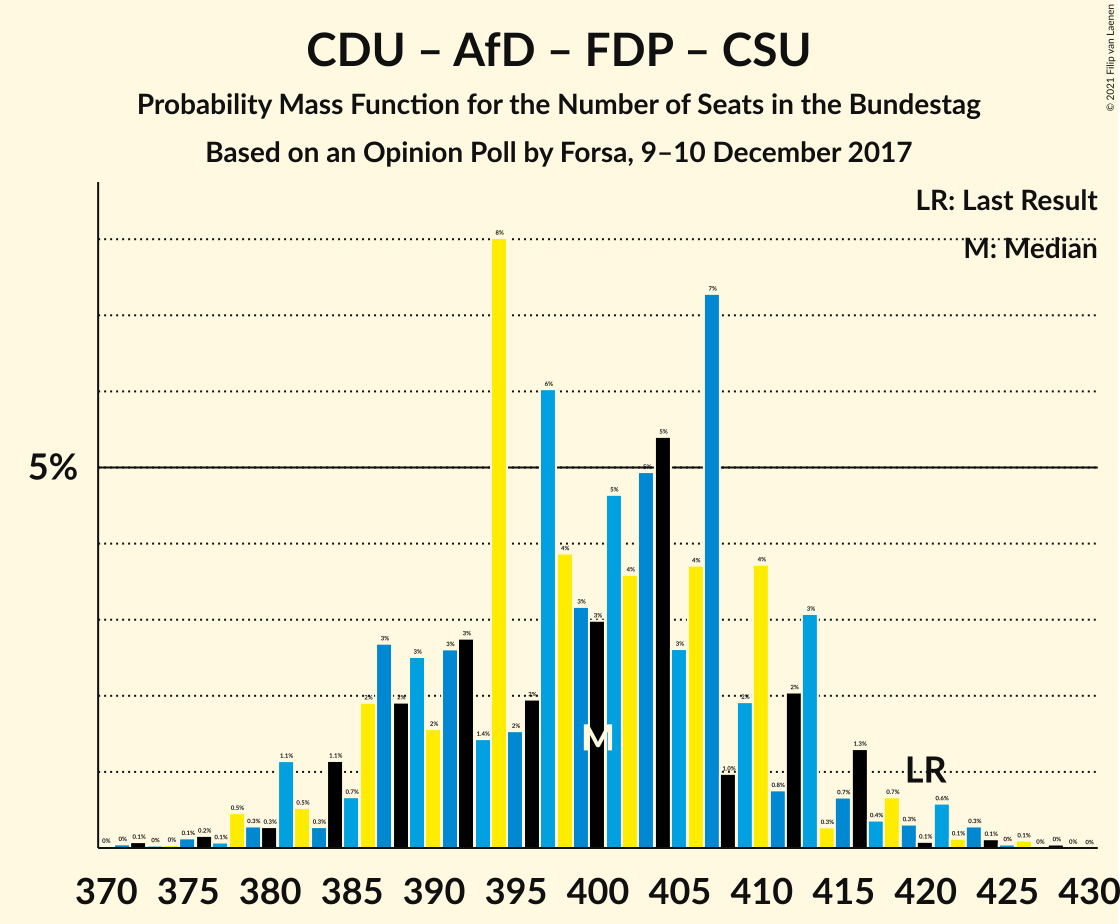 CDU – AfD – FDP – CSU
Probability Mass Function for the Number of Seats in the Bundestag
Based on an Opinion Poll by Forsa, 9–10 December 2017
© 2021 Filip van Laenen
LR: Last Result
M: Median
5%
0% 0% 0.1% 0% 0% 0.1% 0.2% 0.1% 0.5% 0.3% 0.3% 1.1% 0.5% 0.3% 1.1% 0.7% 2% 3% 2% 3% 2% 3% 3% 1.4% 8% 2% 2% 6% 4% 3% 3% 5% 4% 5% 5% 3% 4% 7% 1.0% 2% 4% 0.8% 2% 3% 0.3% 0.7% 1.3% 0.4% 0.7% 0.3% 0.1% 0.6% 0.1% 0.3% 0.1% 0% 0.1% 0% 0% 0% 0%
M
LR
370 375 380 385 390 395 400 405 410 415 420 425 430